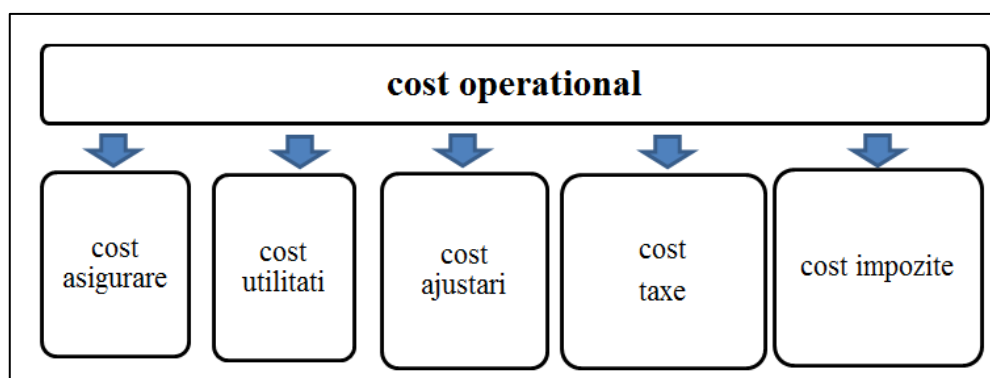 cost operational
cost
asigurare
cost
utilitati
cost
ajustari
cost
taxe
cost impozite